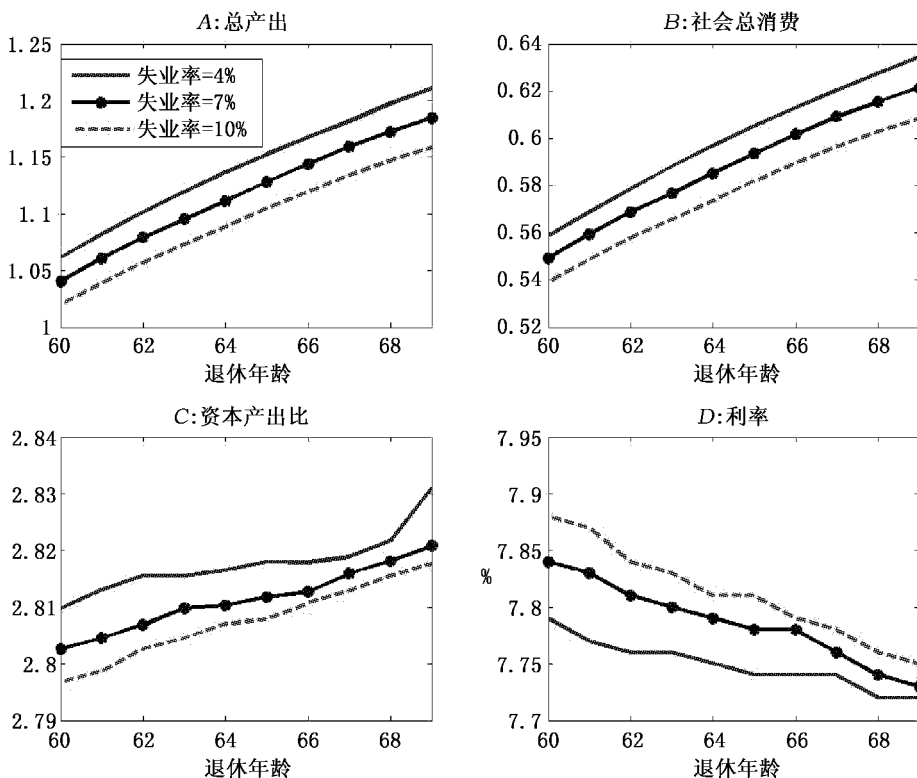 A:总产出
1.25
1.2
1.15
1.1
1.05
1
失业率=4%
失业率=7%
失业率=10%
60 62 64 66 68
退休年龄
B:社会总消费
0.64
0.62
0.6
0.58
0.56
0.54
0.52
60 62 64 66 68
退休年龄
C:资本产出比
2.84
2.83
2.82
2.81
2.8
2.79
60 62 64 66 68
退休年龄
D:利率
7.95
7.9
7.85
%
7.8
7.75
7.7
60 62 64 66 68
退休年龄